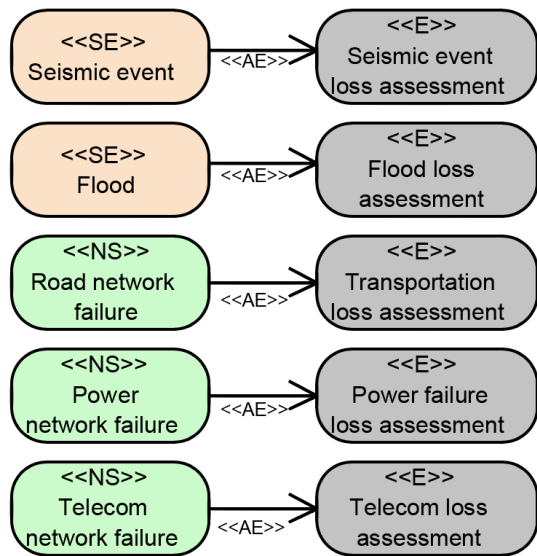 <<SE>>
Seismic event
<<AE>>
<<E>>
Seismic event
loss assessment
<<SE>>
Flood
<<AE>>
<<E>>
Flood loss
assessment
<<NS>>
Road network
failure
<<AE>>
<<E>>
Transportation
loss assessment
<<NS>>
Power
network failure
<<AE>>
<<E>>
Power failure
loss assessment
<<NS>>
Telecom
network failure
<<AE>>
<<E>>
Telecom loss
assessment